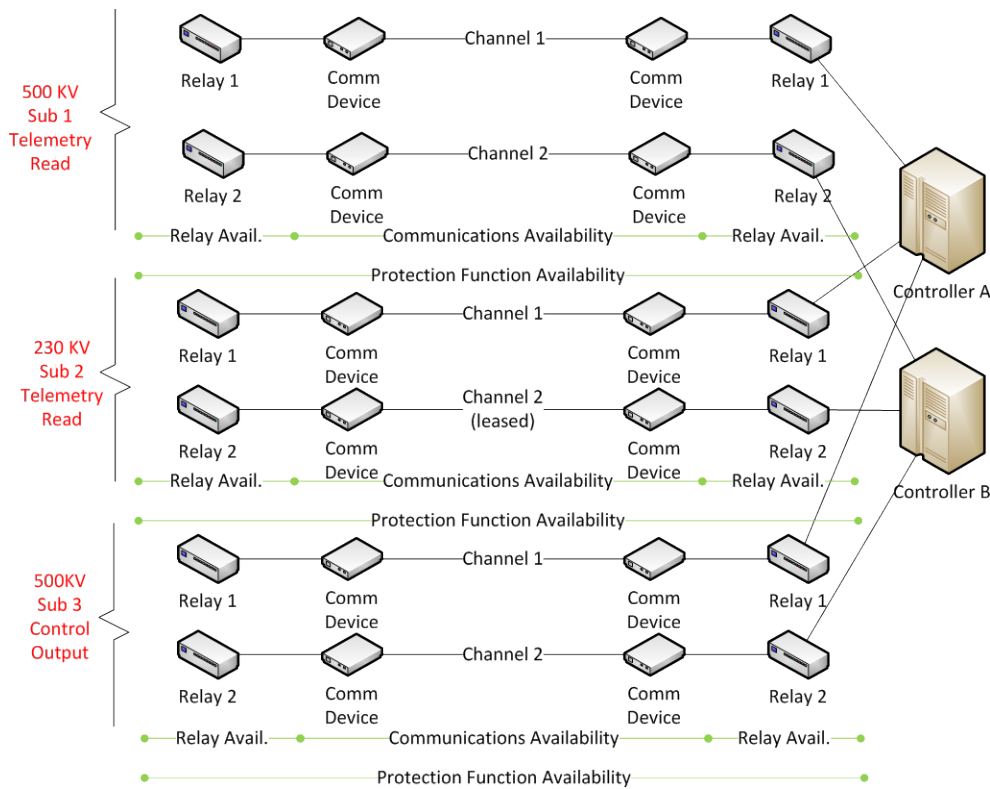 500 KV
Sub 1
Telemetry
Read
Channel 1
Relay 1
Comm
Device
Comm
Device
Relay 1
Channel 2
Relay 2
Comm
Device
Comm
Device
Relay 2
Relay Avail.
Communications Availability
Relay Avail.
Protection Function Availability
Controller A
230 KV
Sub 2
Telemetry
Read
Channel 1
Relay 1
Comm
Device
Comm
Device
Relay 1
Channel 2
(leased)
Relay 2
Comm
Device
Comm
Device
Relay 2
Relay Avail.
Communications Availability
Relay Avail.
Controller B
Protection Function Availability
500KV
Sub 3
Control
Output
Channel 1
Relay 1
Comm
Device
Comm
Device
Relay 1
Channel 2
Relay 2
Comm
Device
Comm
Device
Relay 2
Relay Avail.
Communications Availability
Relay Avail.
Protection Function Availability